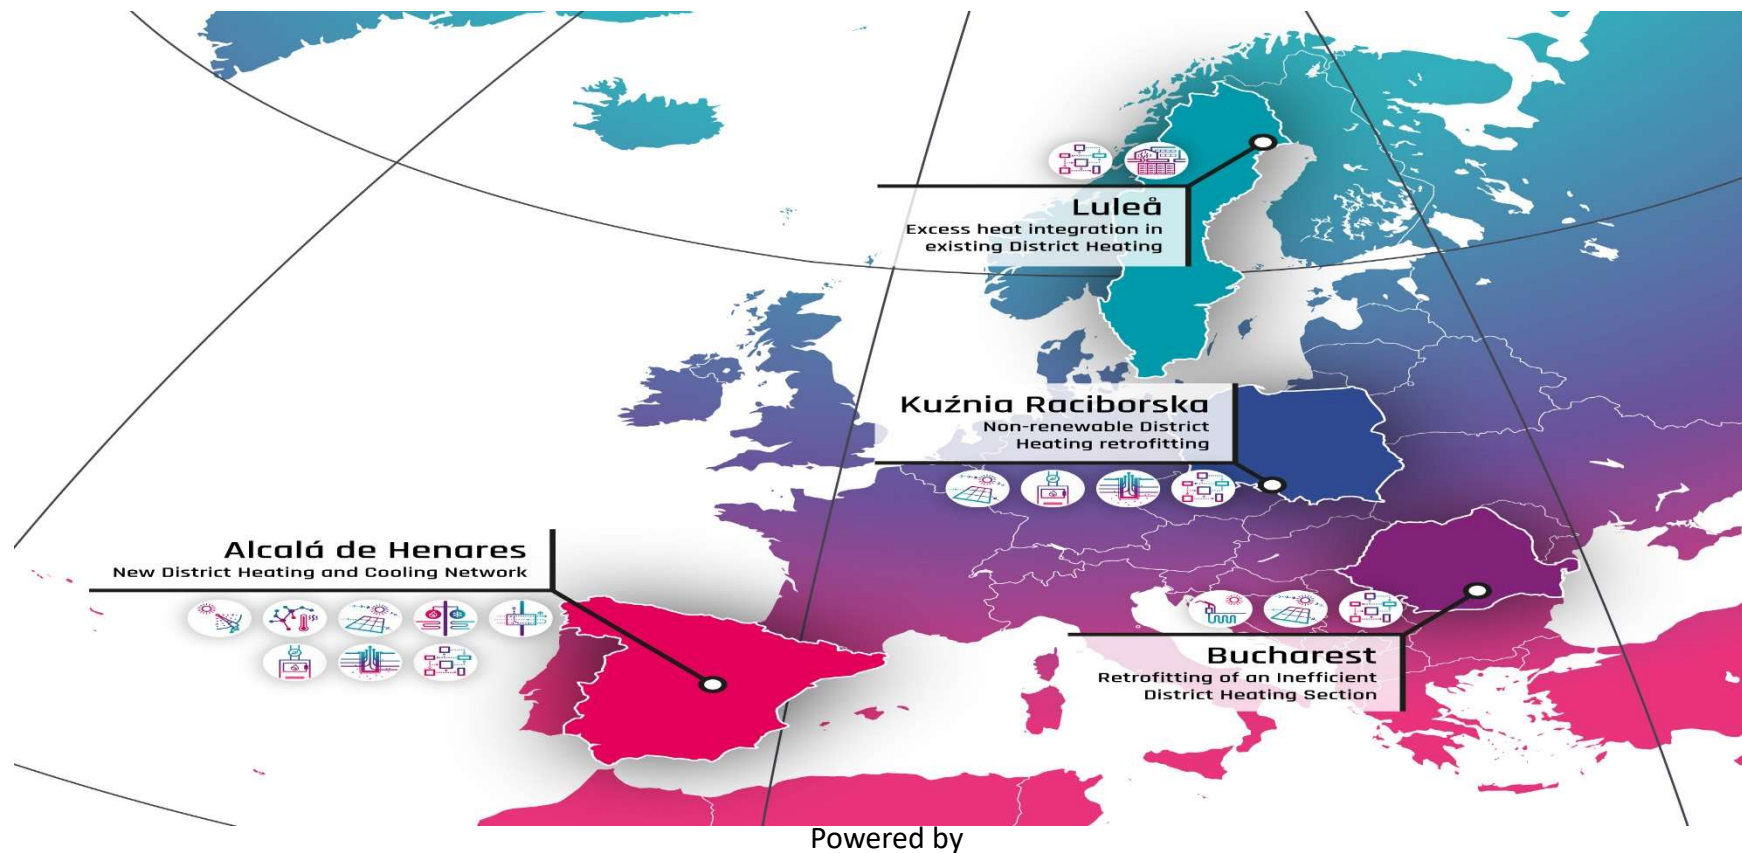 Luleå
Excess heat integration in
existing District Heating
Kuźnia Raciborska
Non-renewable District
Heating retrofitting
Alcalá de Henares
New District Heating and Cooling Network
Bucharest
Retrofitting of an Inefficient
District Heating Section
Powered by